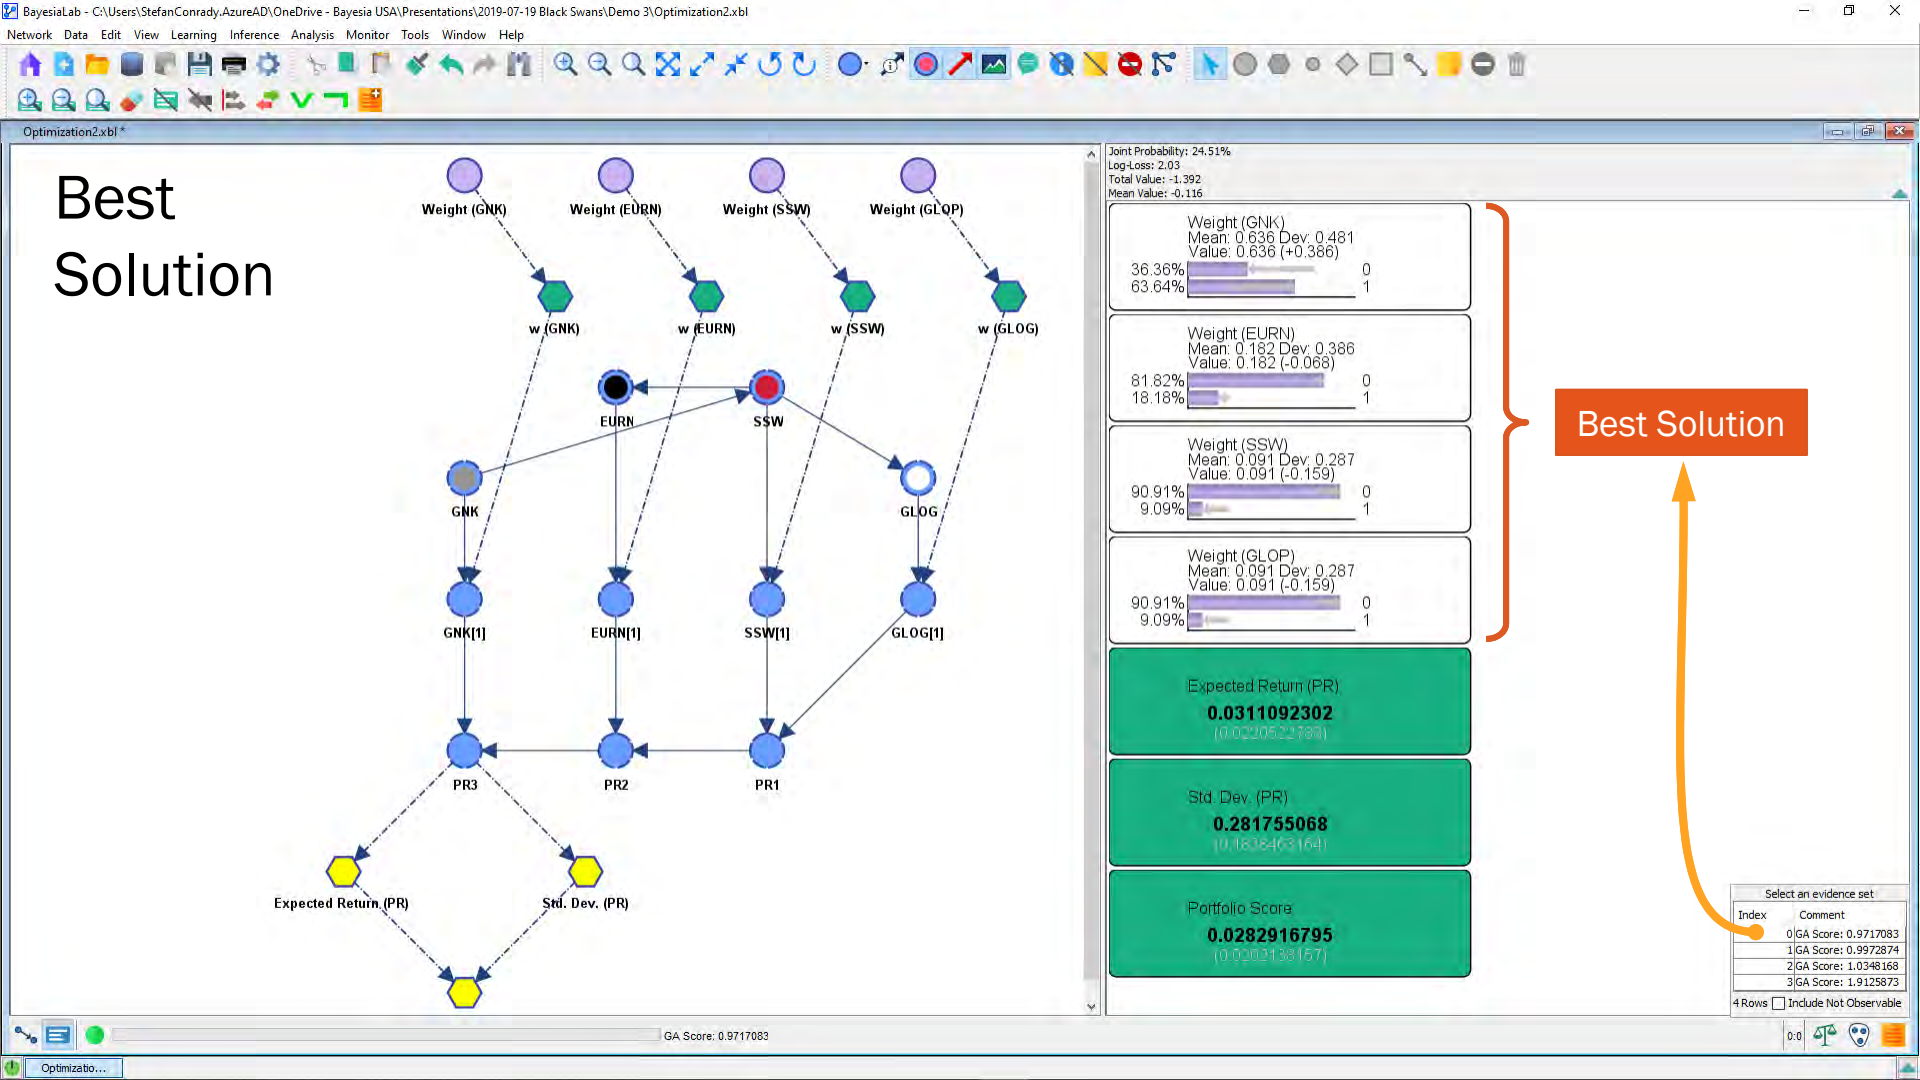 BayesiaLab - C:\Users\StefanConrady.AzureAD\OneDrive - Bayesia USA\Presentations\2019-07-19 Black Swans\Demo 3\Optimization2.xbl
Network Data Edit View Learning Inference Analysis Monitor Tools Window Help
Optimization2.xbl *
Best
Solution
Weight (GNK) Weight (EURN) Weight (SSW) Weight (GLOP)
w (GNK) w (EURN) w (SSW) w (GLOG)
EURN SSW
GNK GLOG
GNK[1] EURN[1] SSW[1] GLOG[1]
PR3 PR2 PR1
Expected Return (PR) Std. Dev. (PR)
Joint Probability: 24.51%
Log-Loss: 2.03
Total Value: -1.392
Mean Value: -0.116
Weight (GNK)
Mean: 0.636 Dev: 0.481
Value: 0.636 (+0.386)
36.36% 0
63.64% 1
Weight (EURN)
Mean: 0.182 Dev: 0.386
Value: 0.182 (-0.068)
81.82% 0
18.18% 1
Weight (SSW)
Mean: 0.091 Dev: 0.287
Value: 0.091 (-0.159)
90.91% 0
9.09% 1
Weight (GLOP)
Mean: 0.091 Dev: 0.287
Value: 0.091 (-0.159)
90.91% 0
9.09% 1
Expected Return (PR)
0.0311092302
Std. Dev. (PR)
0.281755068
Portfolio Score
0.0282916795
Best Solution
Select an evidence set
Index Comment
0 GA Score: 0.9717083
1 GA Score: 0.9972874
2 GA Score: 1.0348168
3 GA Score: 1.9125873
4 Rows Include Not Observable
GA Score: 0.9717083
0:0
Optimizatio...